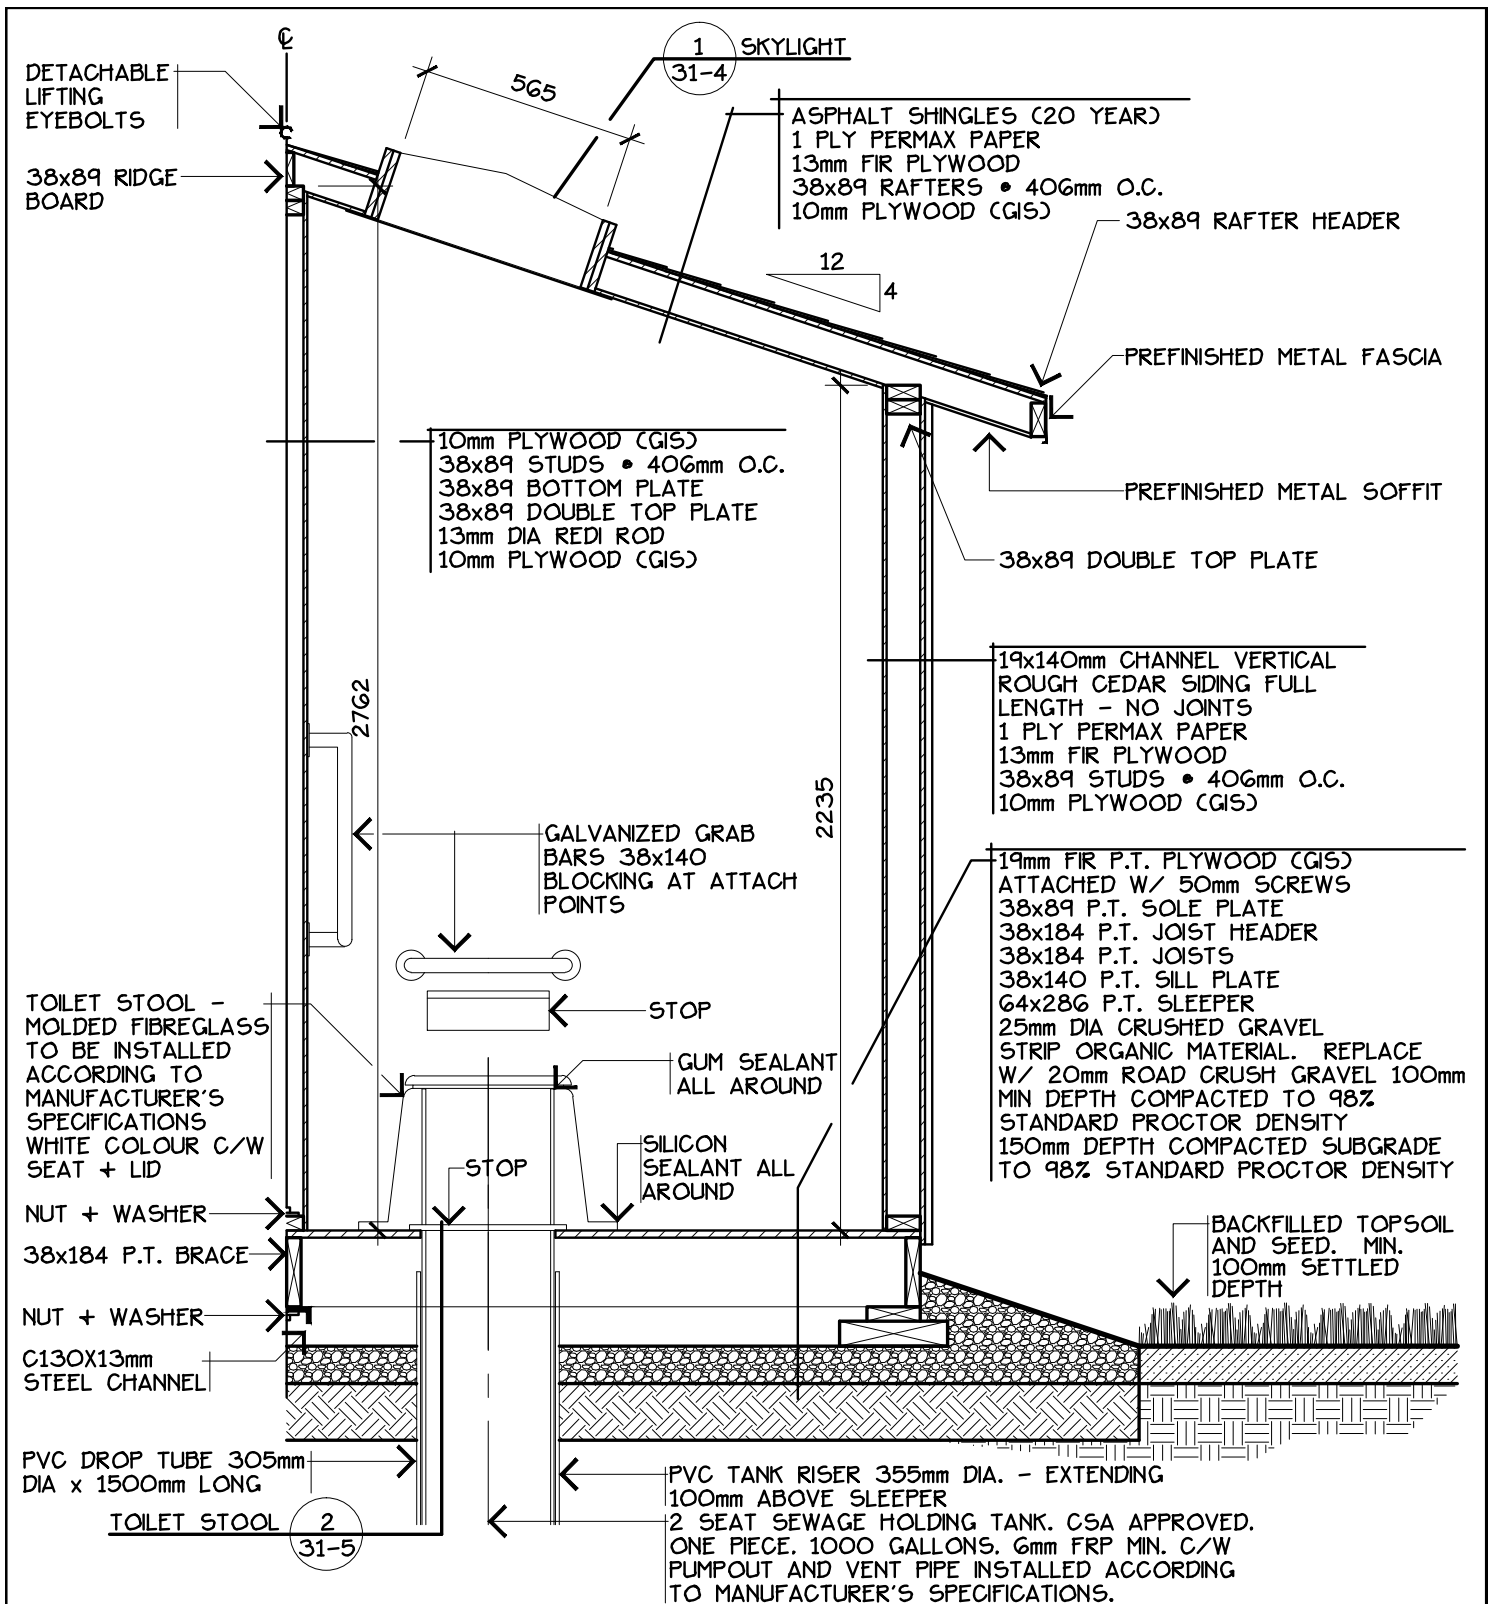 ℄
DETACHABLE
LIFTING
EYEBOLTS
565
1
31-4
SKYLIGHT
ASPHALT SHINGLES (20 YEAR)
1 PLY PERMAX PAPER
13mm FIR PLYWOOD
38x89 RAFTERS @ 406mm O.C.
10mm PLYWOOD (G1S)
38x89 RIDGE
BOARD
38x89 RAFTER HEADER
12
4
PREFINISHED METAL FASCIA
10mm PLYWOOD (G1S)
38x89 STUDS @ 406mm O.C.
38x89 BOTTOM PLATE
38x89 DOUBLE TOP PLATE
13mm DIA REDI ROD
10mm PLYWOOD (G1S)
PREFINISHED METAL SOFFIT
38x89 DOUBLE TOP PLATE
19x140mm CHANNEL VERTICAL
ROUGH CEDAR SIDING FULL
LENGTH - NO JOINTS
1 PLY PERMAX PAPER
13mm FIR PLYWOOD
38x89 STUDS @ 406mm O.C.
10mm PLYWOOD (G1S)
2762
2235
GALVANIZED GRAB
BARS 38x140
BLOCKING AT ATTACH
POINTS
19mm FIR P.T. PLYWOOD (G1S)
ATTACHED W/ 50mm SCREWS
38x89 P.T. SOLE PLATE
38x184 P.T. JOIST HEADER
38x184 P.T. JOISTS
38x140 P.T. SILL PLATE
64x286 P.T. SLEEPER
25mm DIA CRUSHED GRAVEL
STRIP ORGANIC MATERIAL. REPLACE
W/ 20mm ROAD CRUSH GRAVEL 100mm
MIN DEPTH COMPACTED TO 98%
STANDARD PROCTOR DENSITY
150mm DEPTH COMPACTED SUBGRADE
TO 98% STANDARD PROCTOR DENSITY
TOILET STOOL -
MOLDED FIBREGLASS
TO BE INSTALLED
ACCORDING TO
MANUFACTURER'S
SPECIFICATIONS
WHITE COLOUR C/W
SEAT + LID
STOP
GUM SEALANT
ALL AROUND
STOP
SILICON
SEALANT ALL
AROUND
NUT + WASHER
38x184 P.T. BRACE
NUT + WASHER
C130X13mm
STEEL CHANNEL
BACKFILLED TOPSOIL
AND SEED. MIN.
100mm SETTLED
DEPTH
PVC DROP TUBE 305mm
DIA x 1500mm LONG
TOILET STOOL
2
31-5
PVC TANK RISER 355mm DIA. - EXTENDING
100mm ABOVE SLEEPER
2 SEAT SEWAGE HOLDING TANK. CSA APPROVED.
ONE PIECE. 1000 GALLONS. 6mm FRP MIN. C/W
PUMPOUT AND VENT PIPE INSTALLED ACCORDING
TO MANUFACTURER'S SPECIFICATIONS.